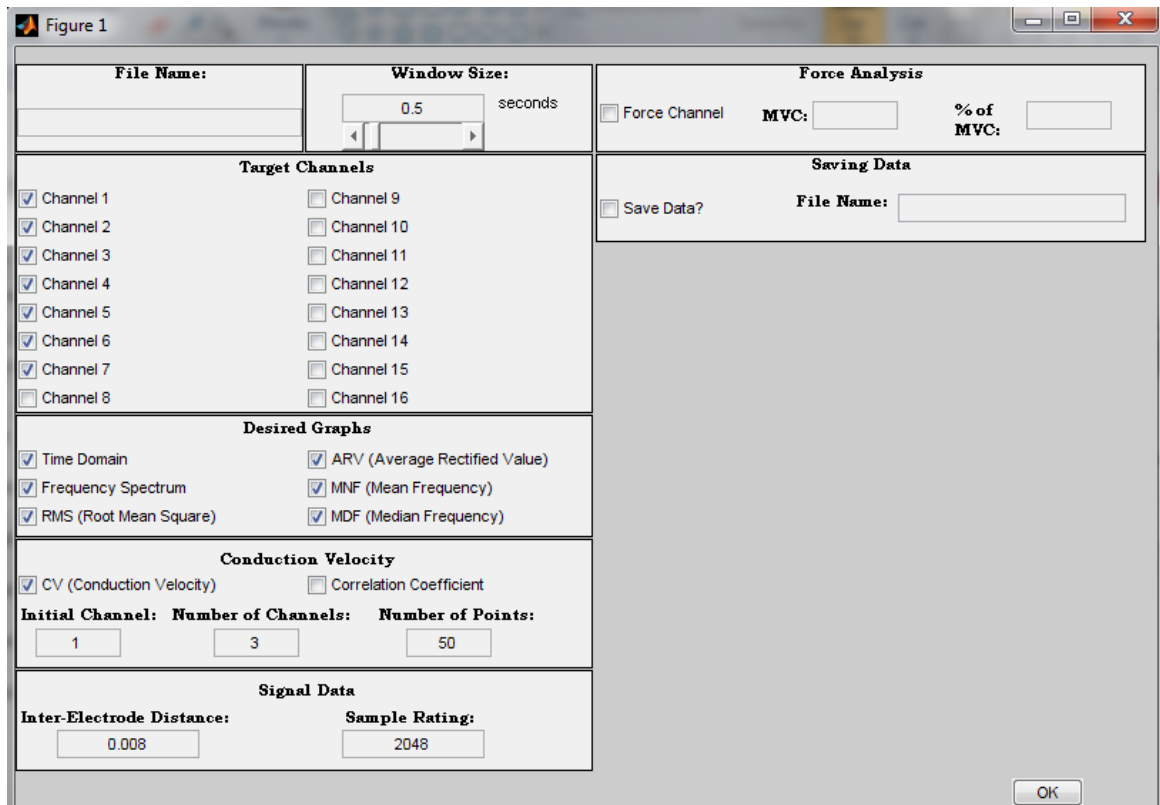 Figure 1
File Name:
Window Size:
0.5 seconds
Force Analysis
Force Channel MVC: % of MVC:
Target Channels
Channel 1
Channel 2
Channel 3
Channel 4
Channel 5
Channel 6
Channel 7
Channel 8
Channel 9
Channel 10
Channel 11
Channel 12
Channel 13
Channel 14
Channel 15
Channel 16
Saving Data
Save Data? File Name:
Desired Graphs
Time Domain
Frequency Spectrum
RMS (Root Mean Square)
ARV (Average Rectified Value)
MNF (Mean Frequency)
MDF (Median Frequency)
Conduction Velocity
CV (Conduction Velocity) Correlation Coefficient
Initial Channel: Number of Channels: Number of Points:
1 3 50
Signal Data
Inter-Electrode Distance: Sample Rating:
0.008 2048
OK